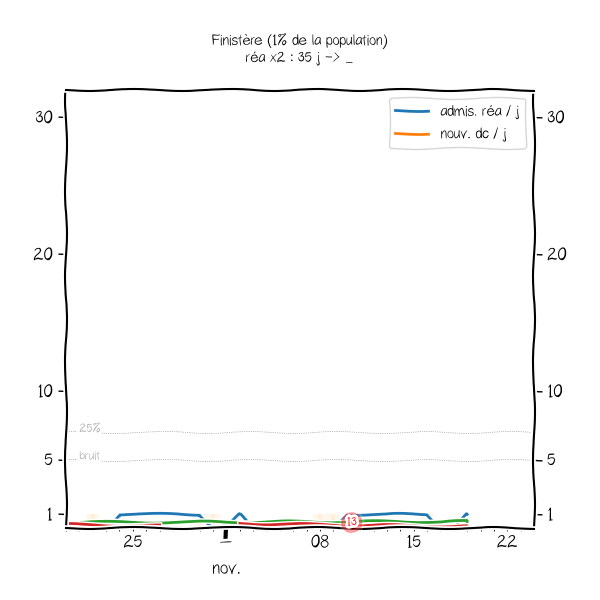 Finistère (1% de la population)
réa x2 : 35 j -> _
admis. réa / j
nouv. dc / j
30
30
20
20
10
10
25%
5
bruit
5
1
13
1
25
1
08
15
22
nov.